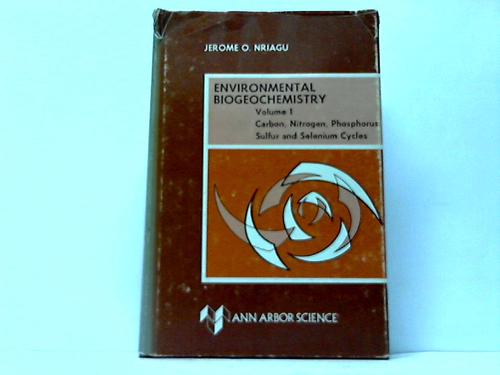 JEROME O. NRIAGU
ENVIRONMENTAL
BIOGEOCHEMISTRY
Volume 1
Carbon, Nitrogen, Phosphorus
Sulfur and Selenium Cycles
ANN ARBOR SCIENCE